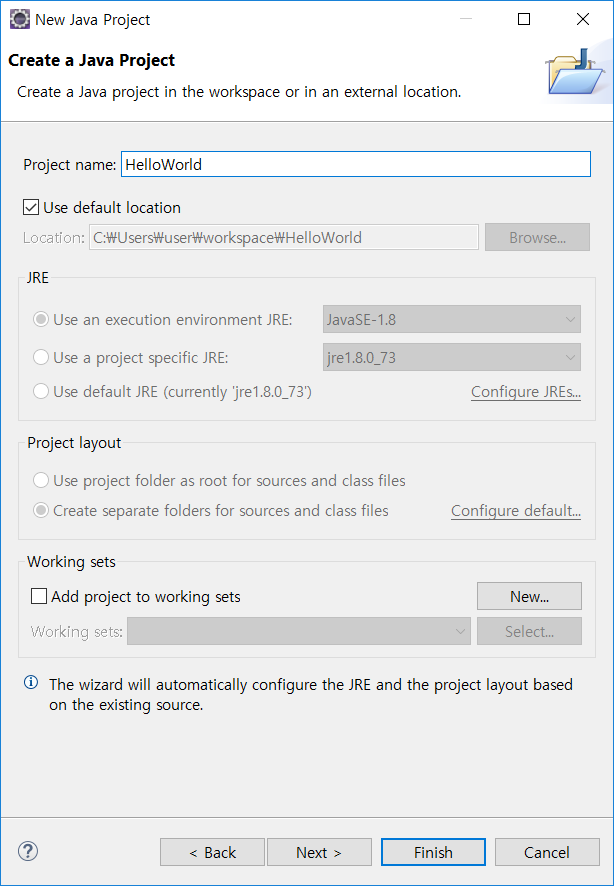 New Java Project
Create a Java Project
Create a Java project in the workspace or in an external location.
Project name: HelloWorld
Use default location
Location: C:₩Users₩user₩workspace₩HelloWorld Browse...
JRE
Use an execution environment JRE: JavaSE-1.8
Use a project specific JRE: jre1.8.0_73
Use default JRE (currently 'jre1.8.0_73') Configure JREs...
Project layout
Use project folder as root for sources and class files
Create separate folders for sources and class files Configure default...
Working sets
Add project to working sets New...
Working sets: Select...
The wizard will automatically configure the JRE and the project layout based
on the existing source.
? < Back Next > Finish Cancel